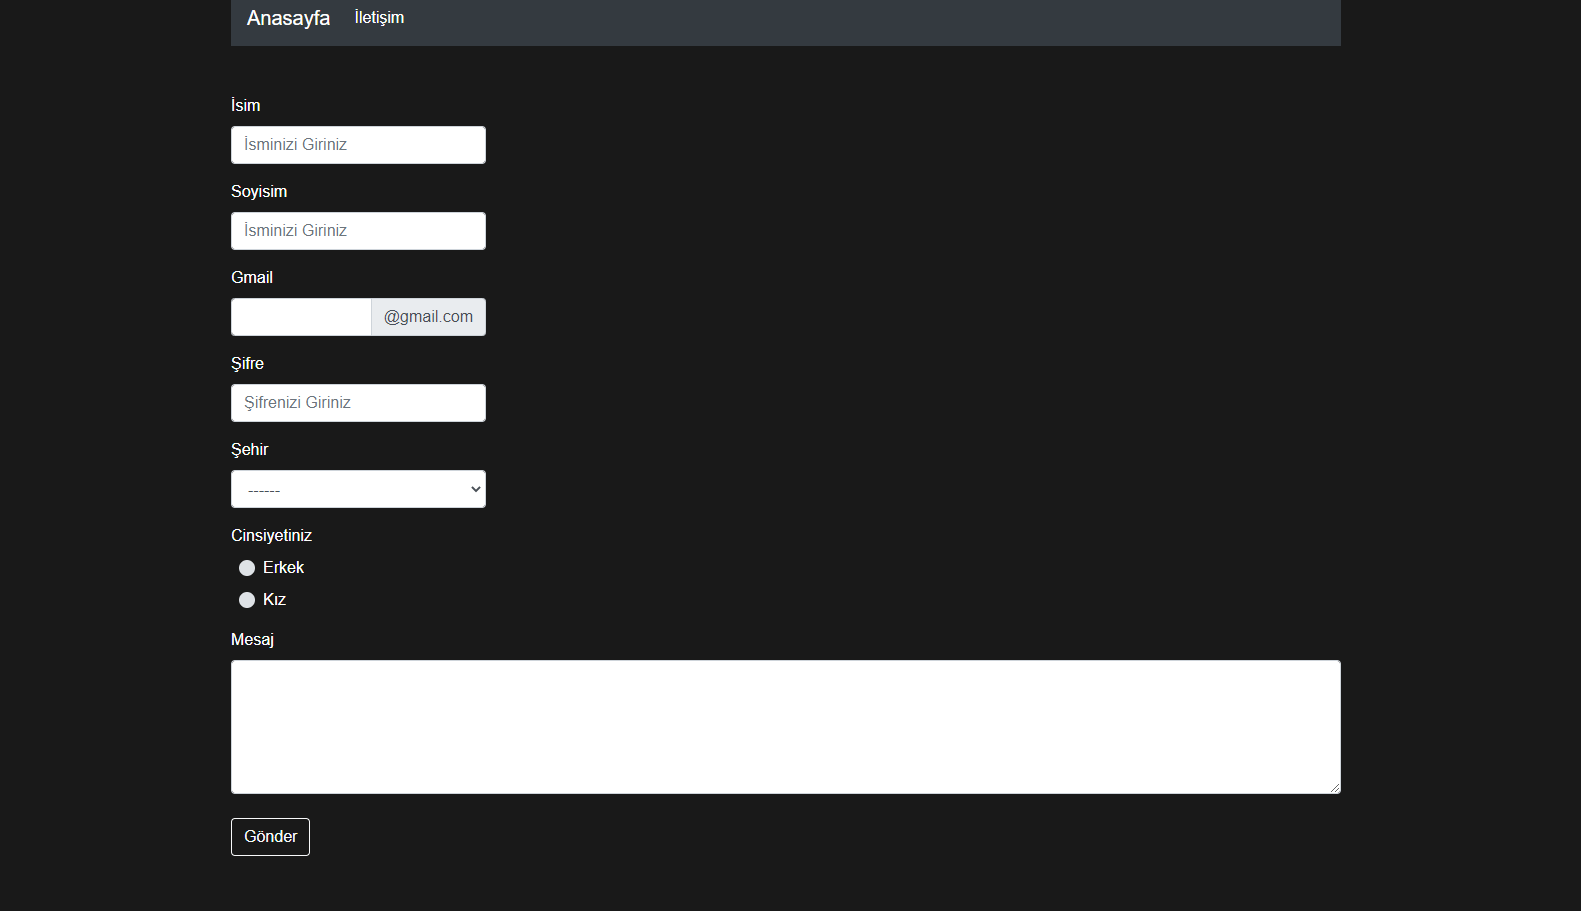 Anasayfa İletişim
İsim
İsminizi Giriniz
Soyisim
İsminizi Giriniz
Gmail
@gmail.com
Şifre
Şifrenizi Giriniz
Şehir
------
Cinsiyetiniz
Erkek
Kız
Mesaj
Gönder